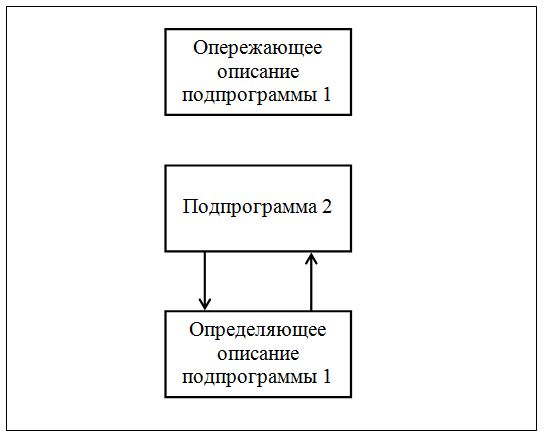 Опережающее
описание
подпрограммы 1
Подпрограмма 2
Определяющее
описание
подпрограммы 1